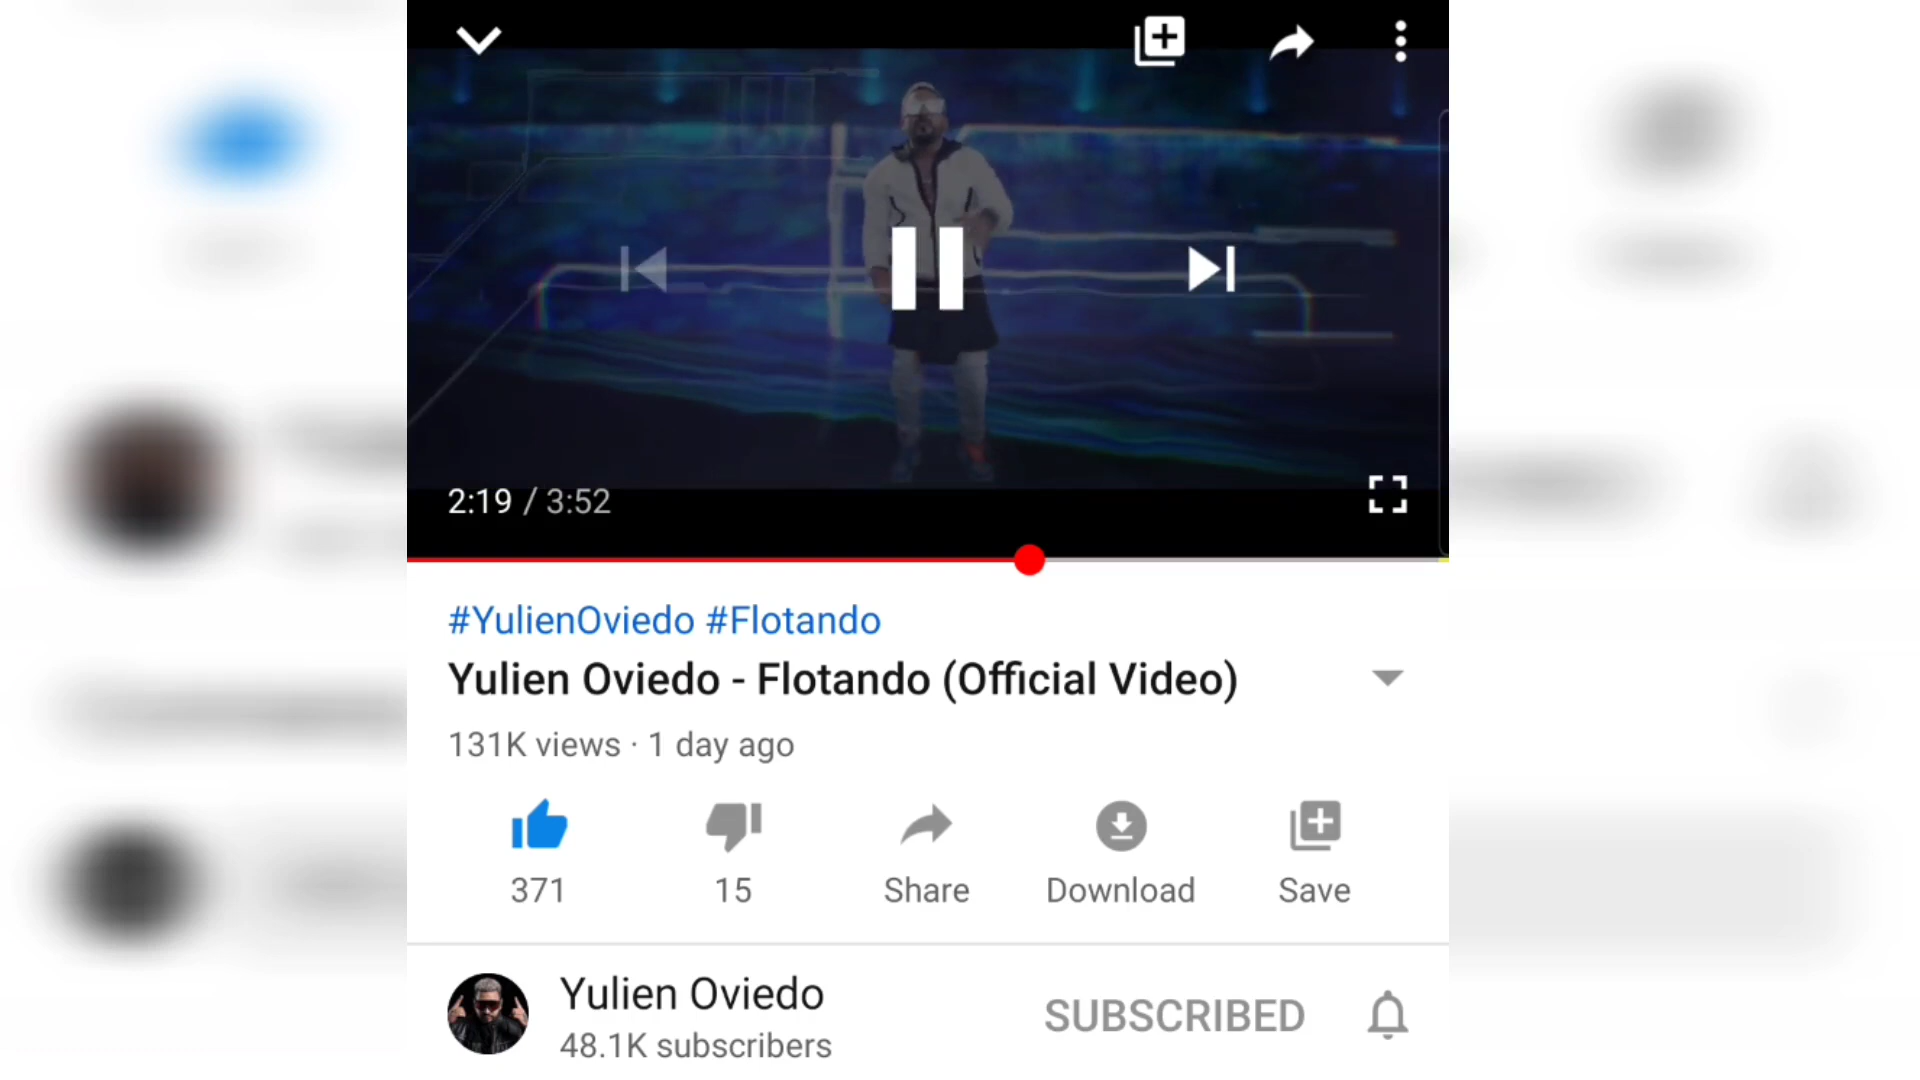 2:19 / 3:52
#YulienOviedo #Flotando
Yulien Oviedo - Flotando (Official Video)
131K views · 1 day ago
371
15
Share
Download
Save
Yulien Oviedo
48.1K subscribers
SUBSCRIBED